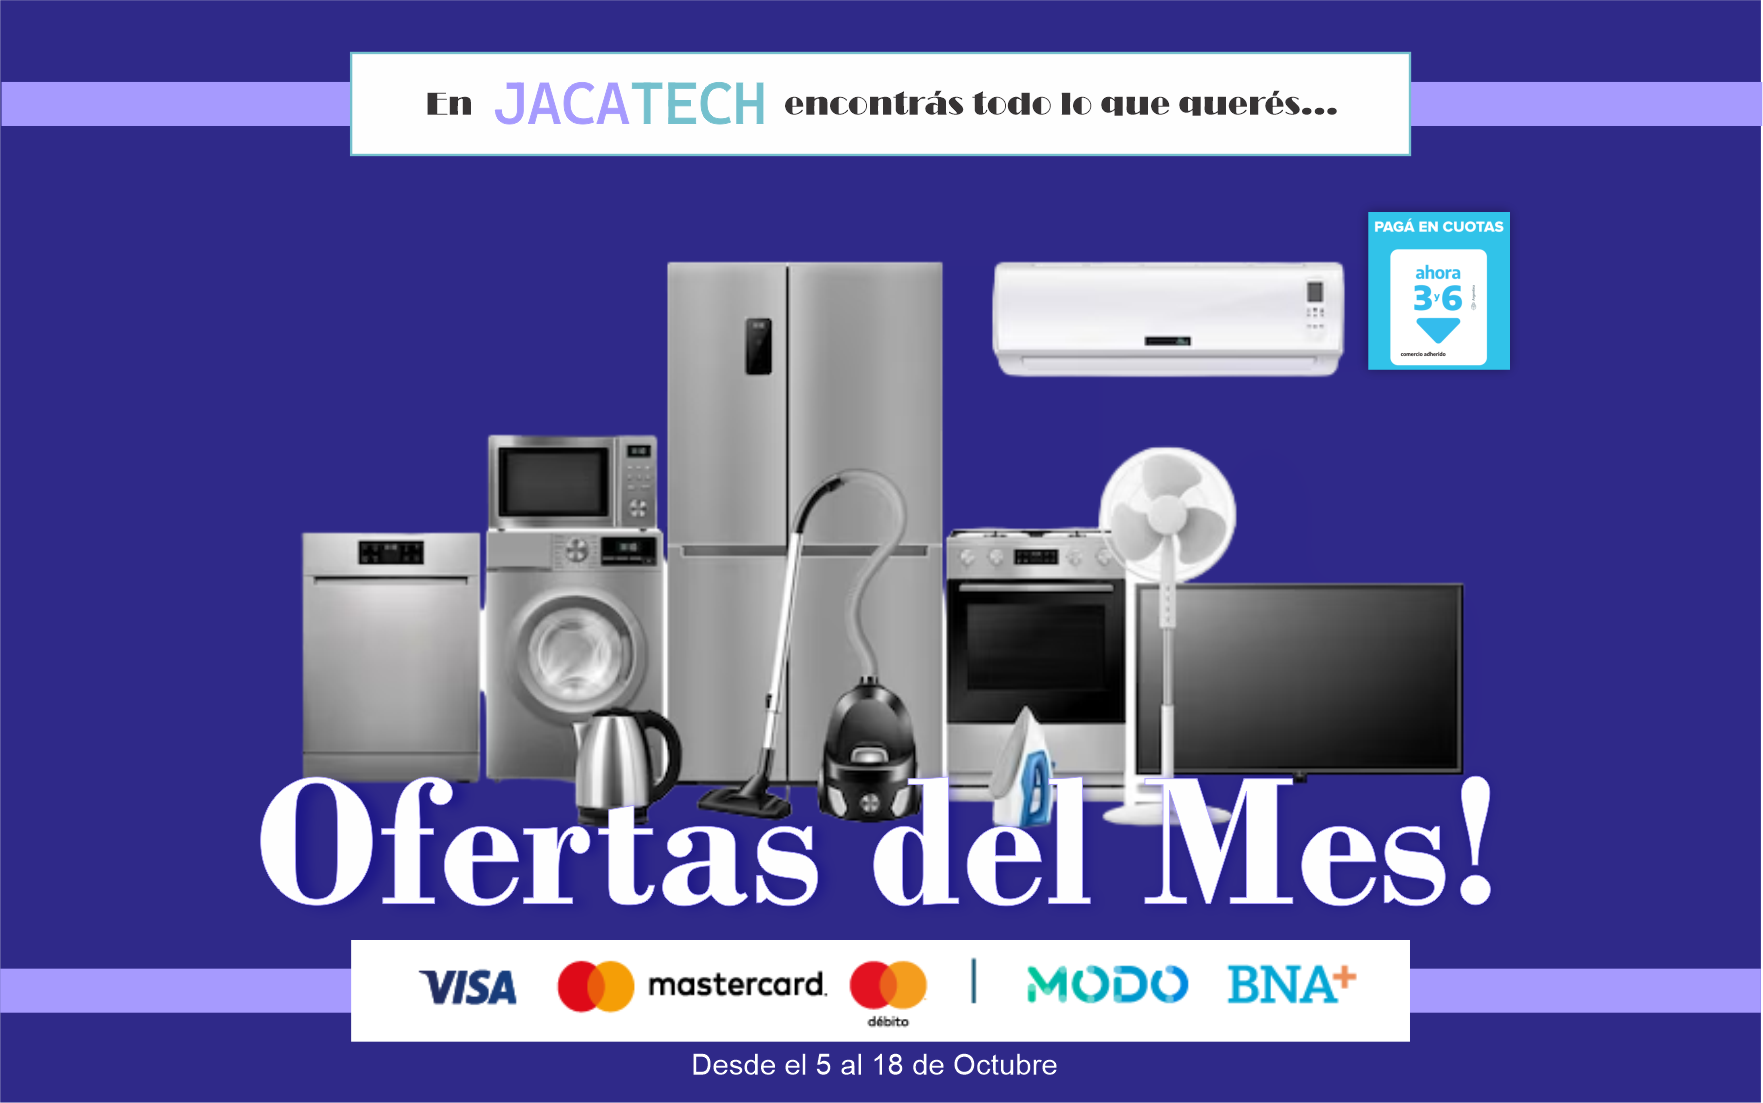 En JACATECH encontrás todo lo que querés...
PAGÁ EN CUOTAS
ahora
3 y 6
comercio adherido
Ofertas del Mes!
VISA mastercard. MODO BNA+
débito
Desde el 5 al 18 de Octubre